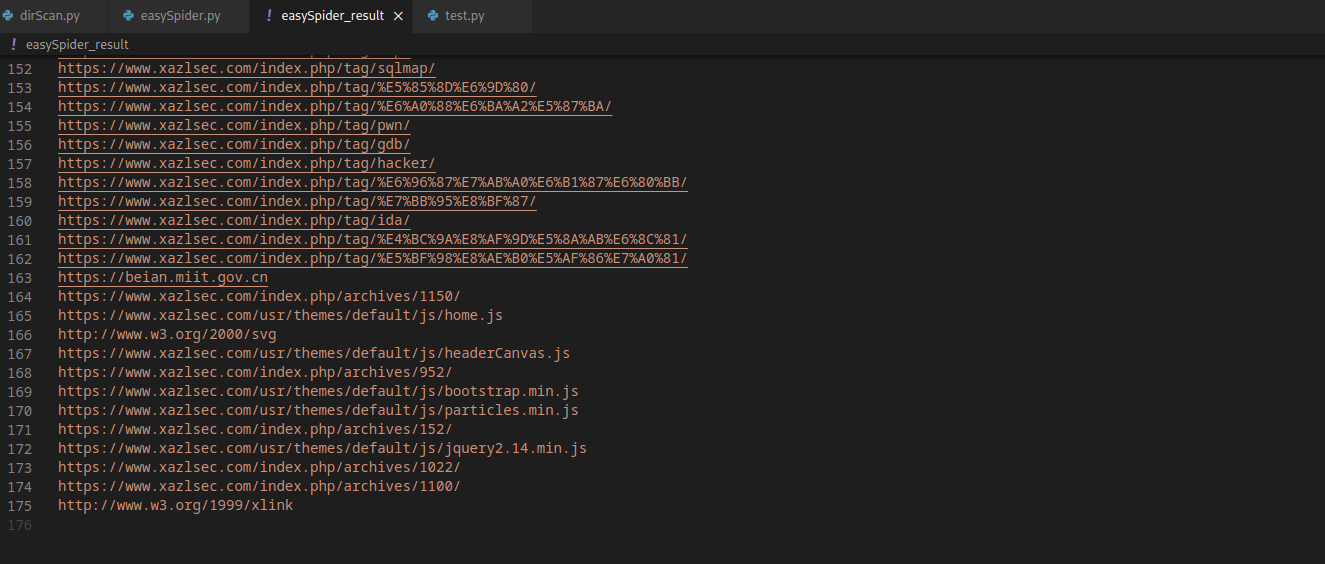 dirScan.py easySpider.py ! easySpider_result × test.py
! easySpider_result
152 https://www.xazlsec.com/index.php/tag/sqlmap/
153 https://www.xazlsec.com/index.php/tag/%E5%85%8D%E6%9D%80/
154 https://www.xazlsec.com/index.php/tag/%E6%A0%88%E6%BA%A2%E5%87%BA/
155 https://www.xazlsec.com/index.php/tag/pwn/
156 https://www.xazlsec.com/index.php/tag/gdb/
157 https://www.xazlsec.com/index.php/tag/hacker/
158 https://www.xazlsec.com/index.php/tag/%E6%96%87%E7%AB%A0%E6%B1%87%E6%80%BB/
159 https://www.xazlsec.com/index.php/tag/%E7%BB%95%E8%BF%87/
160 https://www.xazlsec.com/index.php/tag/ida/
161 https://www.xazlsec.com/index.php/tag/%E4%BC%9A%E8%AF%9D%E5%8A%AB%E6%8C%81/
162 https://www.xazlsec.com/index.php/tag/%E5%BF%98%E8%AE%B0%E5%AF%86%E7%A0%81/
163 https://beian.miit.gov.cn
164 https://www.xazlsec.com/index.php/archives/1150/
165 https://www.xazlsec.com/usr/themes/default/js/home.js
166 http://www.w3.org/2000/svg
167 https://www.xazlsec.com/usr/themes/default/js/headerCanvas.js
168 https://www.xazlsec.com/index.php/archives/952/
169 https://www.xazlsec.com/usr/themes/default/js/bootstrap.min.js
170 https://www.xazlsec.com/usr/themes/default/js/particles.min.js
171 https://www.xazlsec.com/index.php/archives/152/
172 https://www.xazlsec.com/usr/themes/default/js/jquery2.14.min.js
173 https://www.xazlsec.com/index.php/archives/1022/
174 https://www.xazlsec.com/index.php/archives/1100/
175 http://www.w3.org/1999/xlink
176